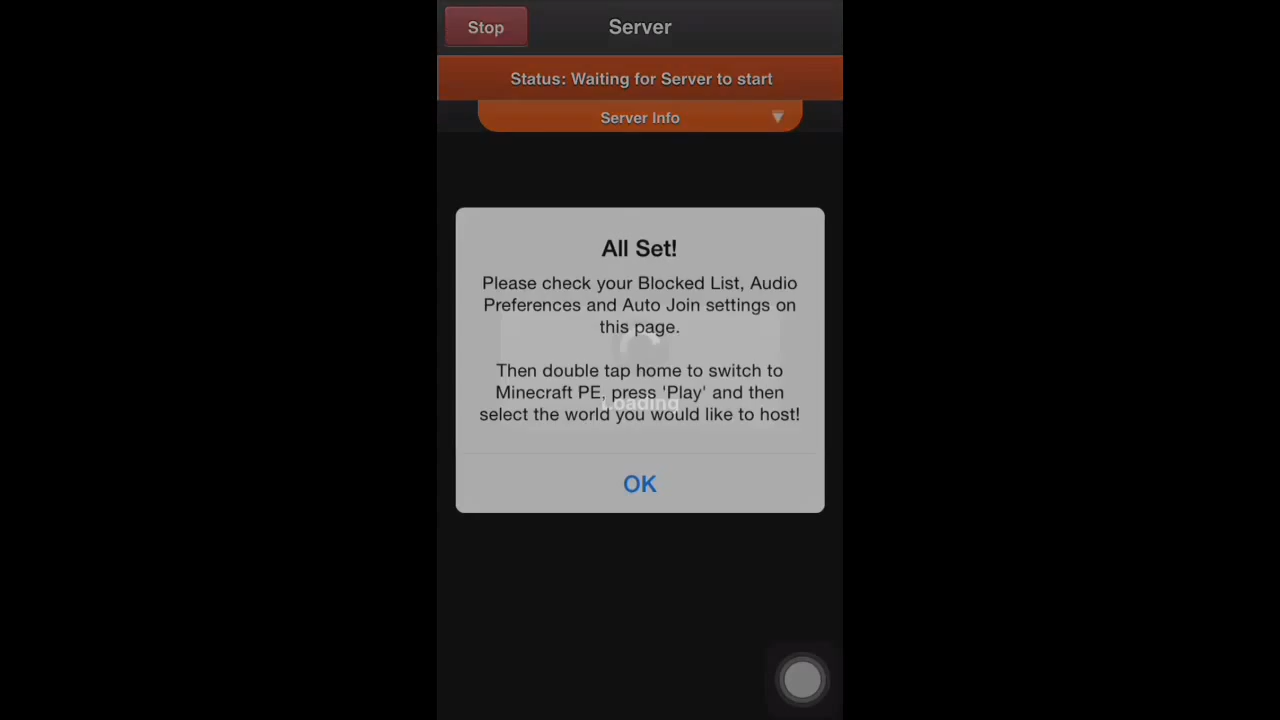 Stop
Server
Status: Waiting for Server to start
Server Info
All Set!
Please check your Blocked List, Audio
Preferences and Auto Join settings on
this page.
Then double tap home to switch to
Minecraft PE, press 'Play' and then
select the world you would like to host!
Loading
OK